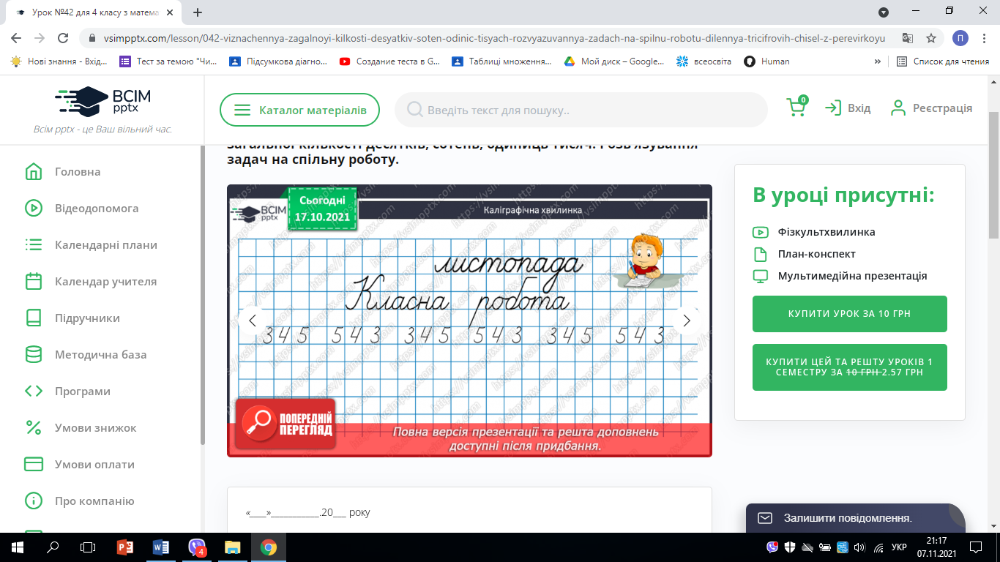 Урок №42 для 4 класу з матема
vsimpptx.com/lesson/042-viznachennya-zagalnoyi-kilkosti-desyatkiv-soten-odinic-tisyach-rozvyazuvannya-zadach-na-spilnu-robotu-dilennya-tricifrovih-chisel-z-perevirkoyu
П
Нові знання - Вхід... Тест за темою "Чи... Підсумкова діагно... Создание теста в G... Таблиці множення... Мой диск – Google... всеосвіта Human » Список для чтения
ВСІМ
pptx
Всім pptx - це Ваш вільний час.
Каталог матеріалів
Введіть текст для пошуку..
0
Вхід
Реєстрація
Головна
Відеодопомога
Календарні плани
Календар учителя
Підручники
Методична база
Програми
Умови знижок
Умови оплати
Про компанію
загальної кількості десятків, сотень, одиниць тисяч. Розв'язування
задач на спільну роботу.
ВСІМ
pptx
Сьогодні
17.10.2021
Каліграфічна хвилинка
https://vsimpptx.com
листопада
Класна робота
345 543 345 543 345 543
ПОПЕРЕДНІЙ
ПЕРЕГЛЯД
Повна версія презентації та решта доповнень
доступні після придбання.
«___»__________.20___ року
В уроці присутні:
Фізкультхвилинка
План-конспект
Мультимедійна презентація
КУПИТИ УРОК ЗА 10 ГРН
КУПИТИ ЦЕЙ ТА РЕШТУ УРОКІВ 1
СЕМЕСТРУ ЗА 10 ГРН 2.57 ГРН
Залишити повідомлення.
4
УКР
21:17
07.11.2021